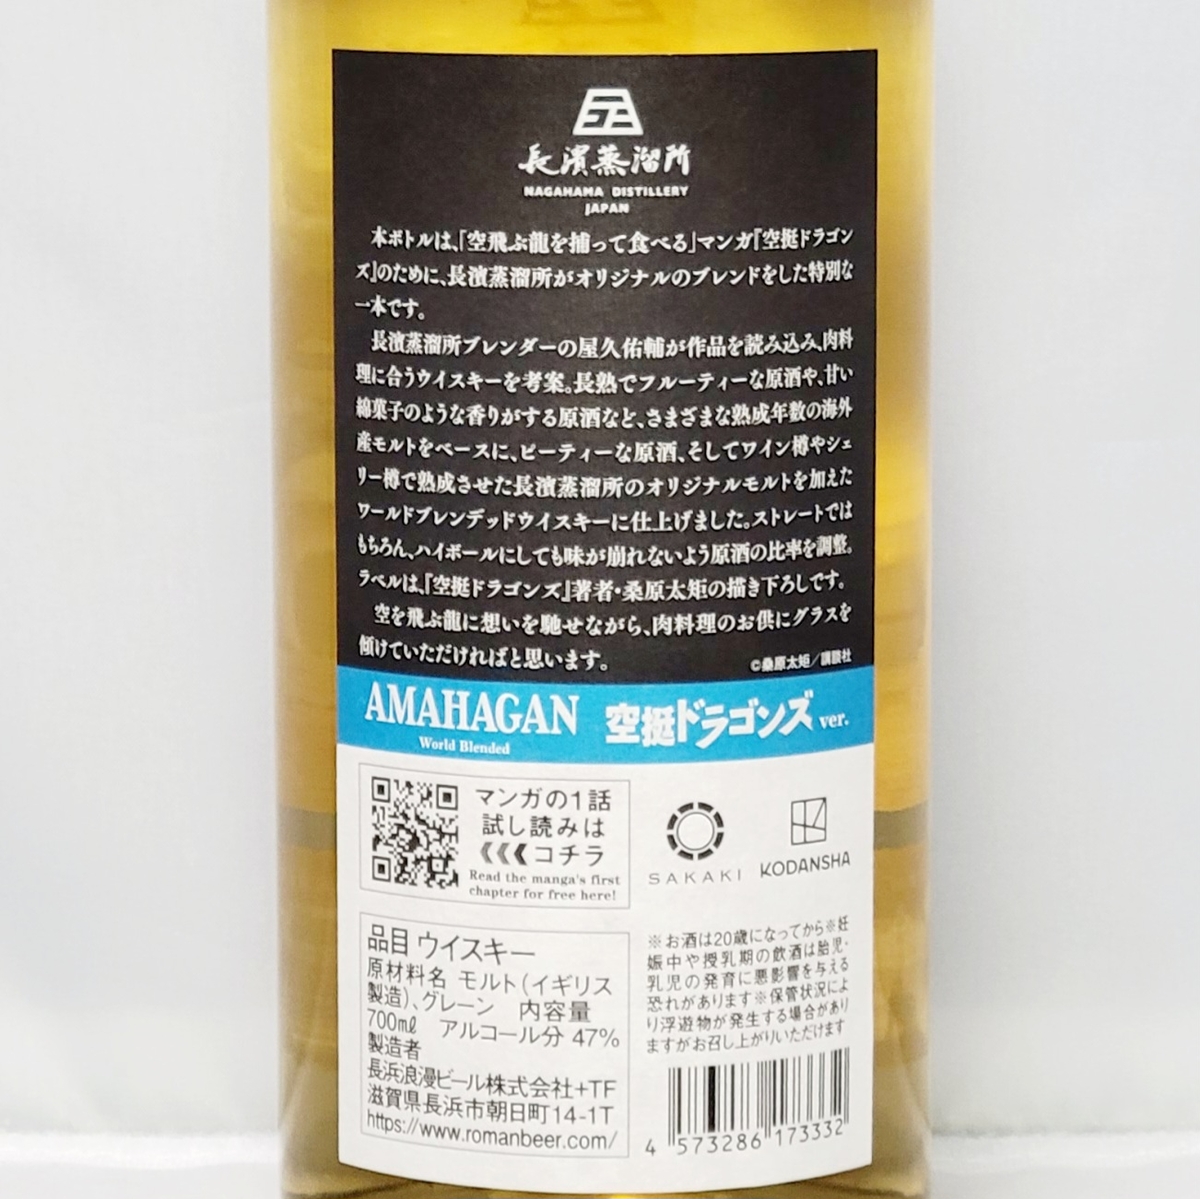 長濱蒸溜所
NAGAHAMA DISTILLERY
JAPAN
本ボトルは、「空飛ぶ龍を捕って食べる」マンガ『空挺ドラゴン
ズ』のために、長濱蒸溜所がオリジナルのブレンドをした特別な
一本です。
長濱蒸溜所ブレンダーの屋久佑輔が作品を読み込み、肉料
理に合うウイスキーを考案。長熟でフルーティーな原酒や、甘い
綿菓子のような香りがする原酒など、さまざまな熟成年数の海外
産モルトをベースに、ピーティーな原酒、そしてワイン樽やシェ
リー樽で熟成させた長濱蒸溜所のオリジナルモルトを加えた
ワールドブレンデッドウイスキーに仕上げました。ストレートでは
もちろん、ハイボールにしても味が崩れないよう原酒の比率を調整。
ラベルは、『空挺ドラゴンズ』著者・桑原太矩の描き下ろしです。
空を飛ぶ龍に想いを馳せながら、肉料理のお供にグラスを
傾けていただければと思います。
©桑原太矩／講談社
AMAHAGAN 空挺ドラゴンズ ver.
World Blended
マンガの1話
試し読みは
❮❮❮コチラ
Read the manga's first
chapter for free here!
SAKAKI
KODANSHA
品目 ウイスキー
原材料名 モルト（イギリス
製造）、グレーン 内容量
700㎖ アルコール分 47%
製造者
長浜浪漫ビール株式会社+TF
滋賀県長浜市朝日町14-1T
https://www.romanbeer.com/
※お酒は20歳になってから※妊
娠中や授乳期の飲酒は胎児・
乳児の発育に悪影響を与える
恐れがあります※保管状況によ
り浮遊物が発生する場合があり
ますがお召し上がりいただけます
4 573286 173332